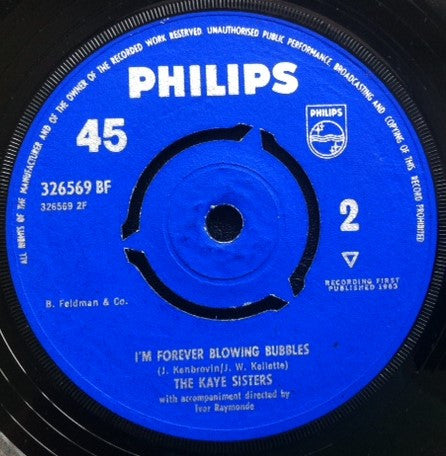 ALL RIGHTS OF THE MANUFACTURER AND OF THE OWNER OF THE RECORDED WORK RESERVED. UNAUTHORISED PUBLIC PERFORMANCE, BROADCASTING AND COPYING OF THIS RECORD PROHIBITED
PHILIPS
45
PHILIPS
326569 BF
326569 2F
2
RECORDING FIRST
PUBLISHED 1963
B. Feldman & Co.
I'M FOREVER BLOWING BUBBLES
(J. Kenbrovin/J. W. Kellette)
THE KAYE SISTERS
with accompaniment directed by
Ivor Raymonde